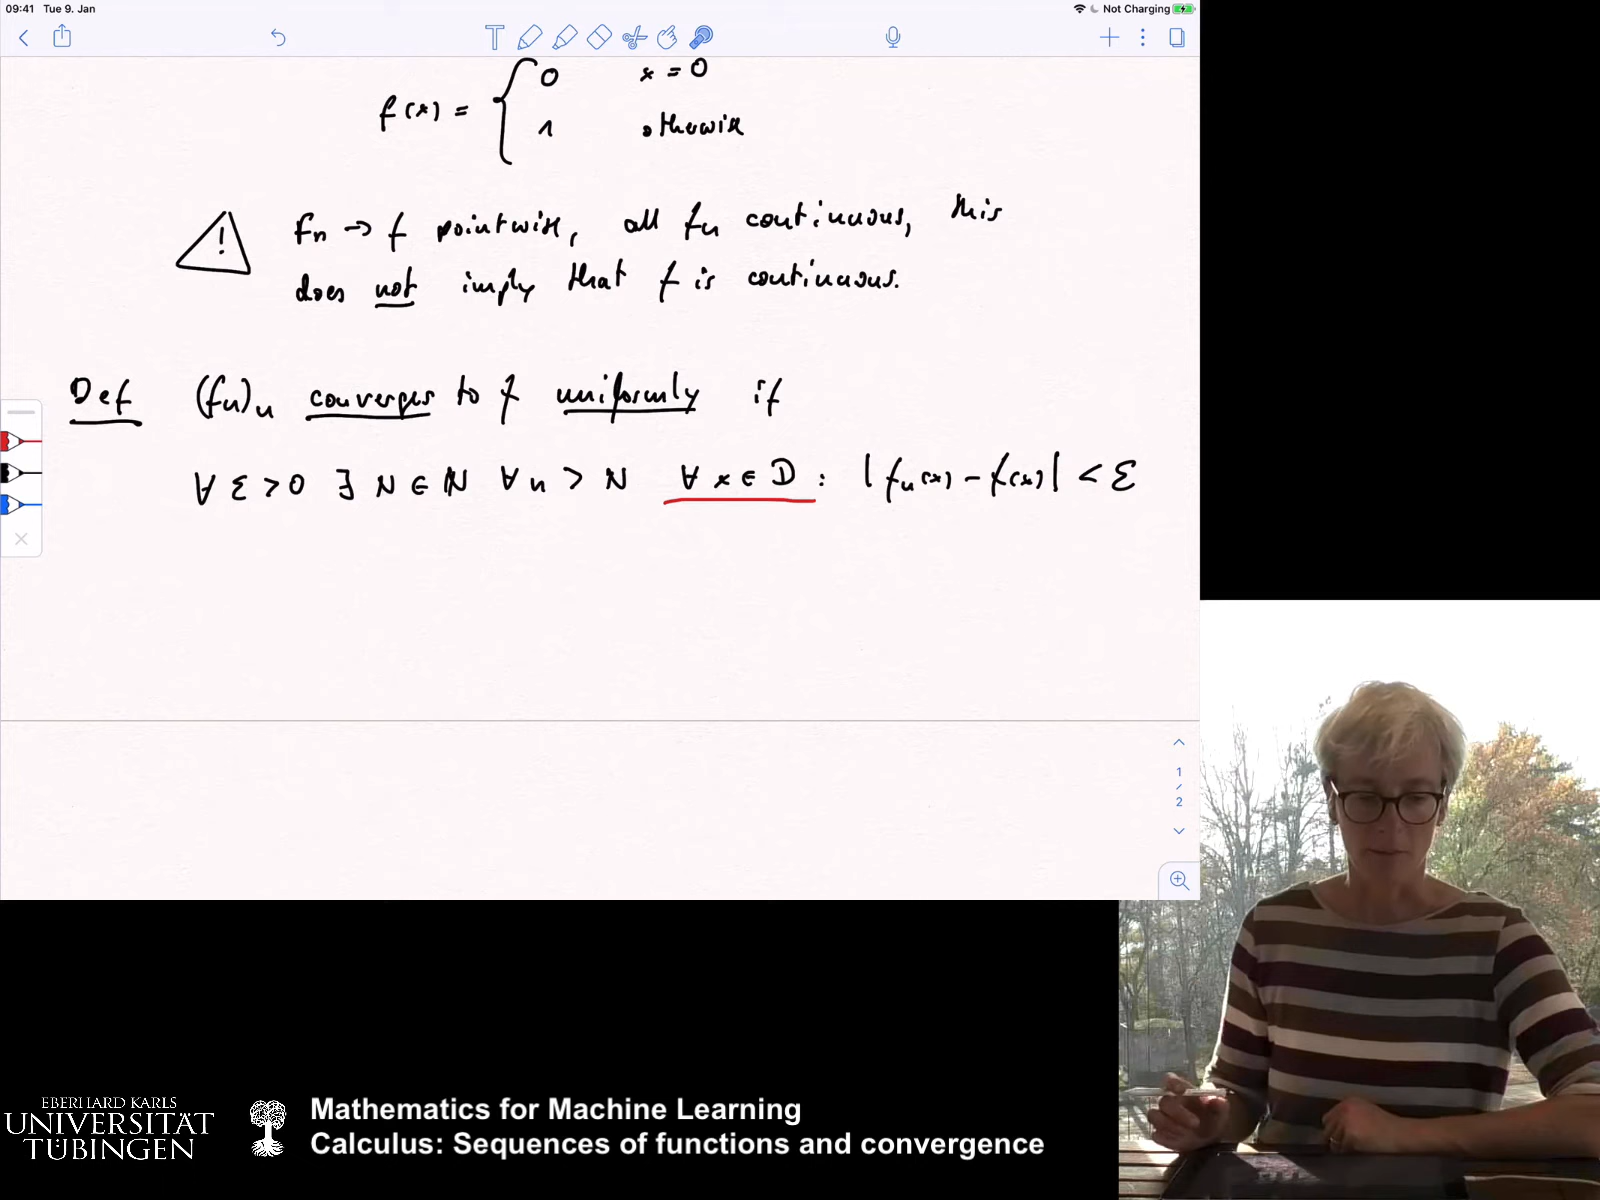 09:41 Tue 9. Jan
Not Charging
f(x) = { 0 x = 0
1 otherwise
! fn → f pointwise, all fn continuous, this
does not imply that f is continuous.
Def (fn)n converges to f uniformly if
∀ ε > 0 ∃ N ∈ ℕ ∀ n > N ∀ x ∈ D : | fn(x) − f(x) | < ε
1
/
2
EBERHARD KARLS
UNIVERSITÄT
TÜBINGEN
Mathematics for Machine Learning
Calculus: Sequences of functions and convergence